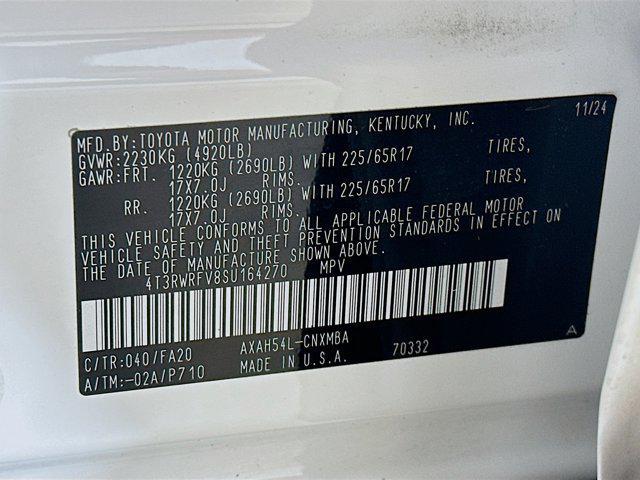 11/24
MFD. BY: TOYOTA MOTOR MANUFACTURING, KENTUCKY, INC.
GVWR: 2230KG (4920LB)
GAWR: FRT. 1220KG (2690LB) WITH 225/65R17 TIRES,
17X7.0J RIMS.
RR. 1220KG (2690LB) WITH 225/65R17 TIRES,
17X7.0J RIMS.
THIS VEHICLE CONFORMS TO ALL APPLICABLE FEDERAL MOTOR
VEHICLE SAFETY AND THEFT PREVENTION STANDARDS IN EFFECT ON
THE DATE OF MANUFACTURE SHOWN ABOVE.
4T3RWRFV8SU164270 MPV
C/TR: 040/FA20 AXAH54L-CNXMBA 70332 A
A/TM: -02A/P710 MADE IN U.S.A.